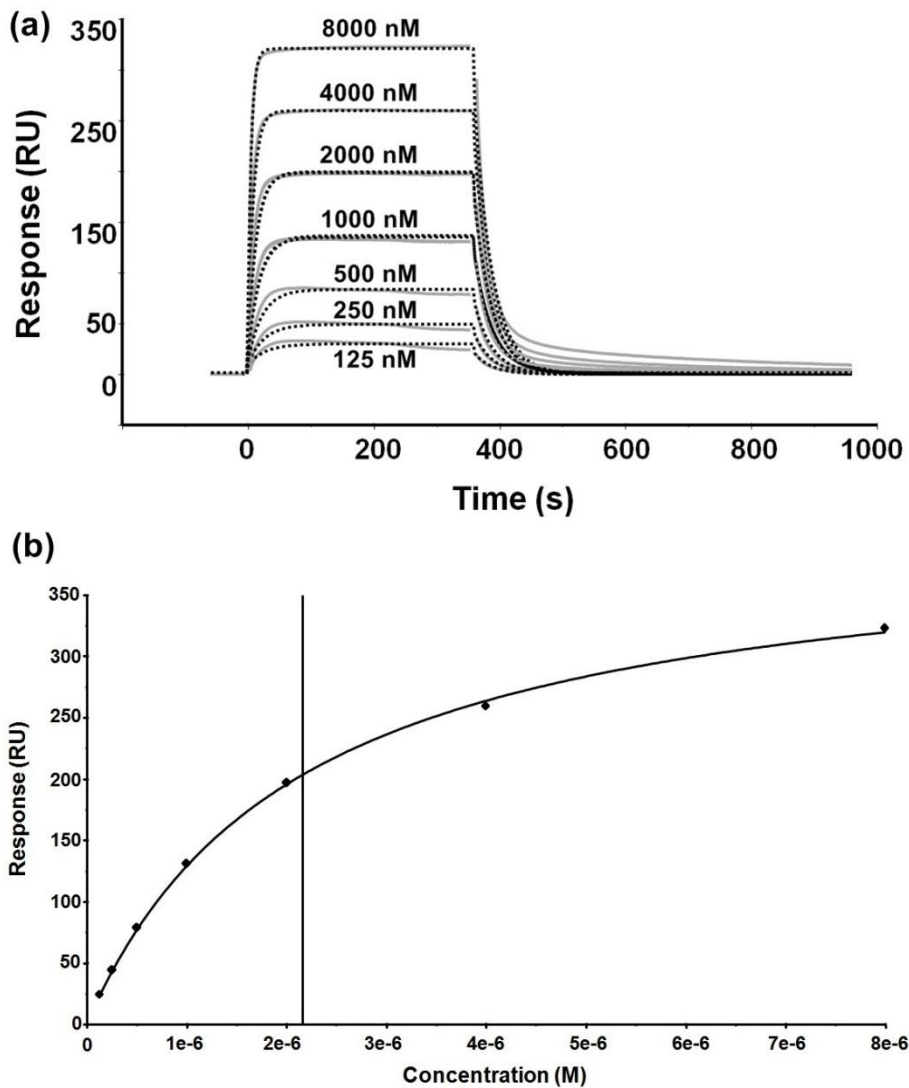 (a)
350
250
150
50
0
Response (RU)
8000 nM
4000 nM
2000 nM
1000 nM
500 nM
250 nM
125 nM
0 200 400 600 800 1000
Time (s)
(b)
350
300
250
200
150
100
50
0
Response (RU)
0 1e-6 2e-6 3e-6 4e-6 5e-6 6e-6 7e-6 8e-6
Concentration (M)